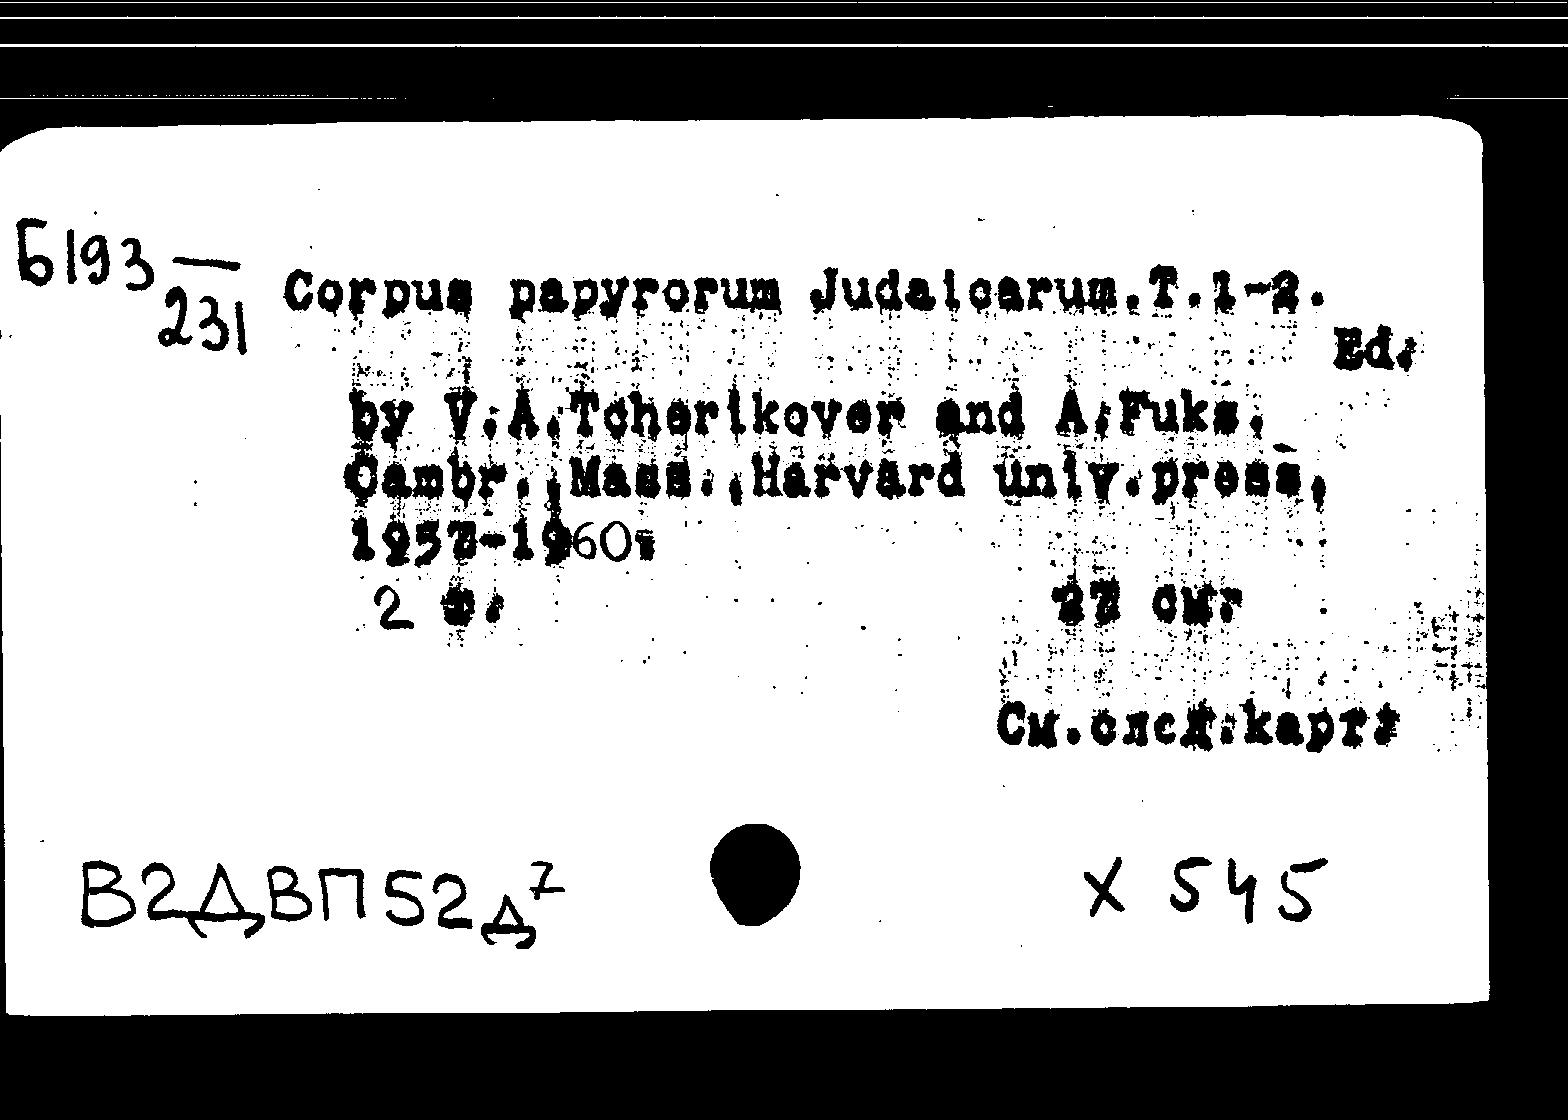 Б193—
231
Corpus papyrorum Judaicarum.T.1-2.
Ed.
by V.A.Tcherikover and A.Fuks.
Cambr.,Mass.,Harvard univ.press,
1957-1960.
2 т.
27 см.
См.след.карт.
В2ДВП52д7
X 545